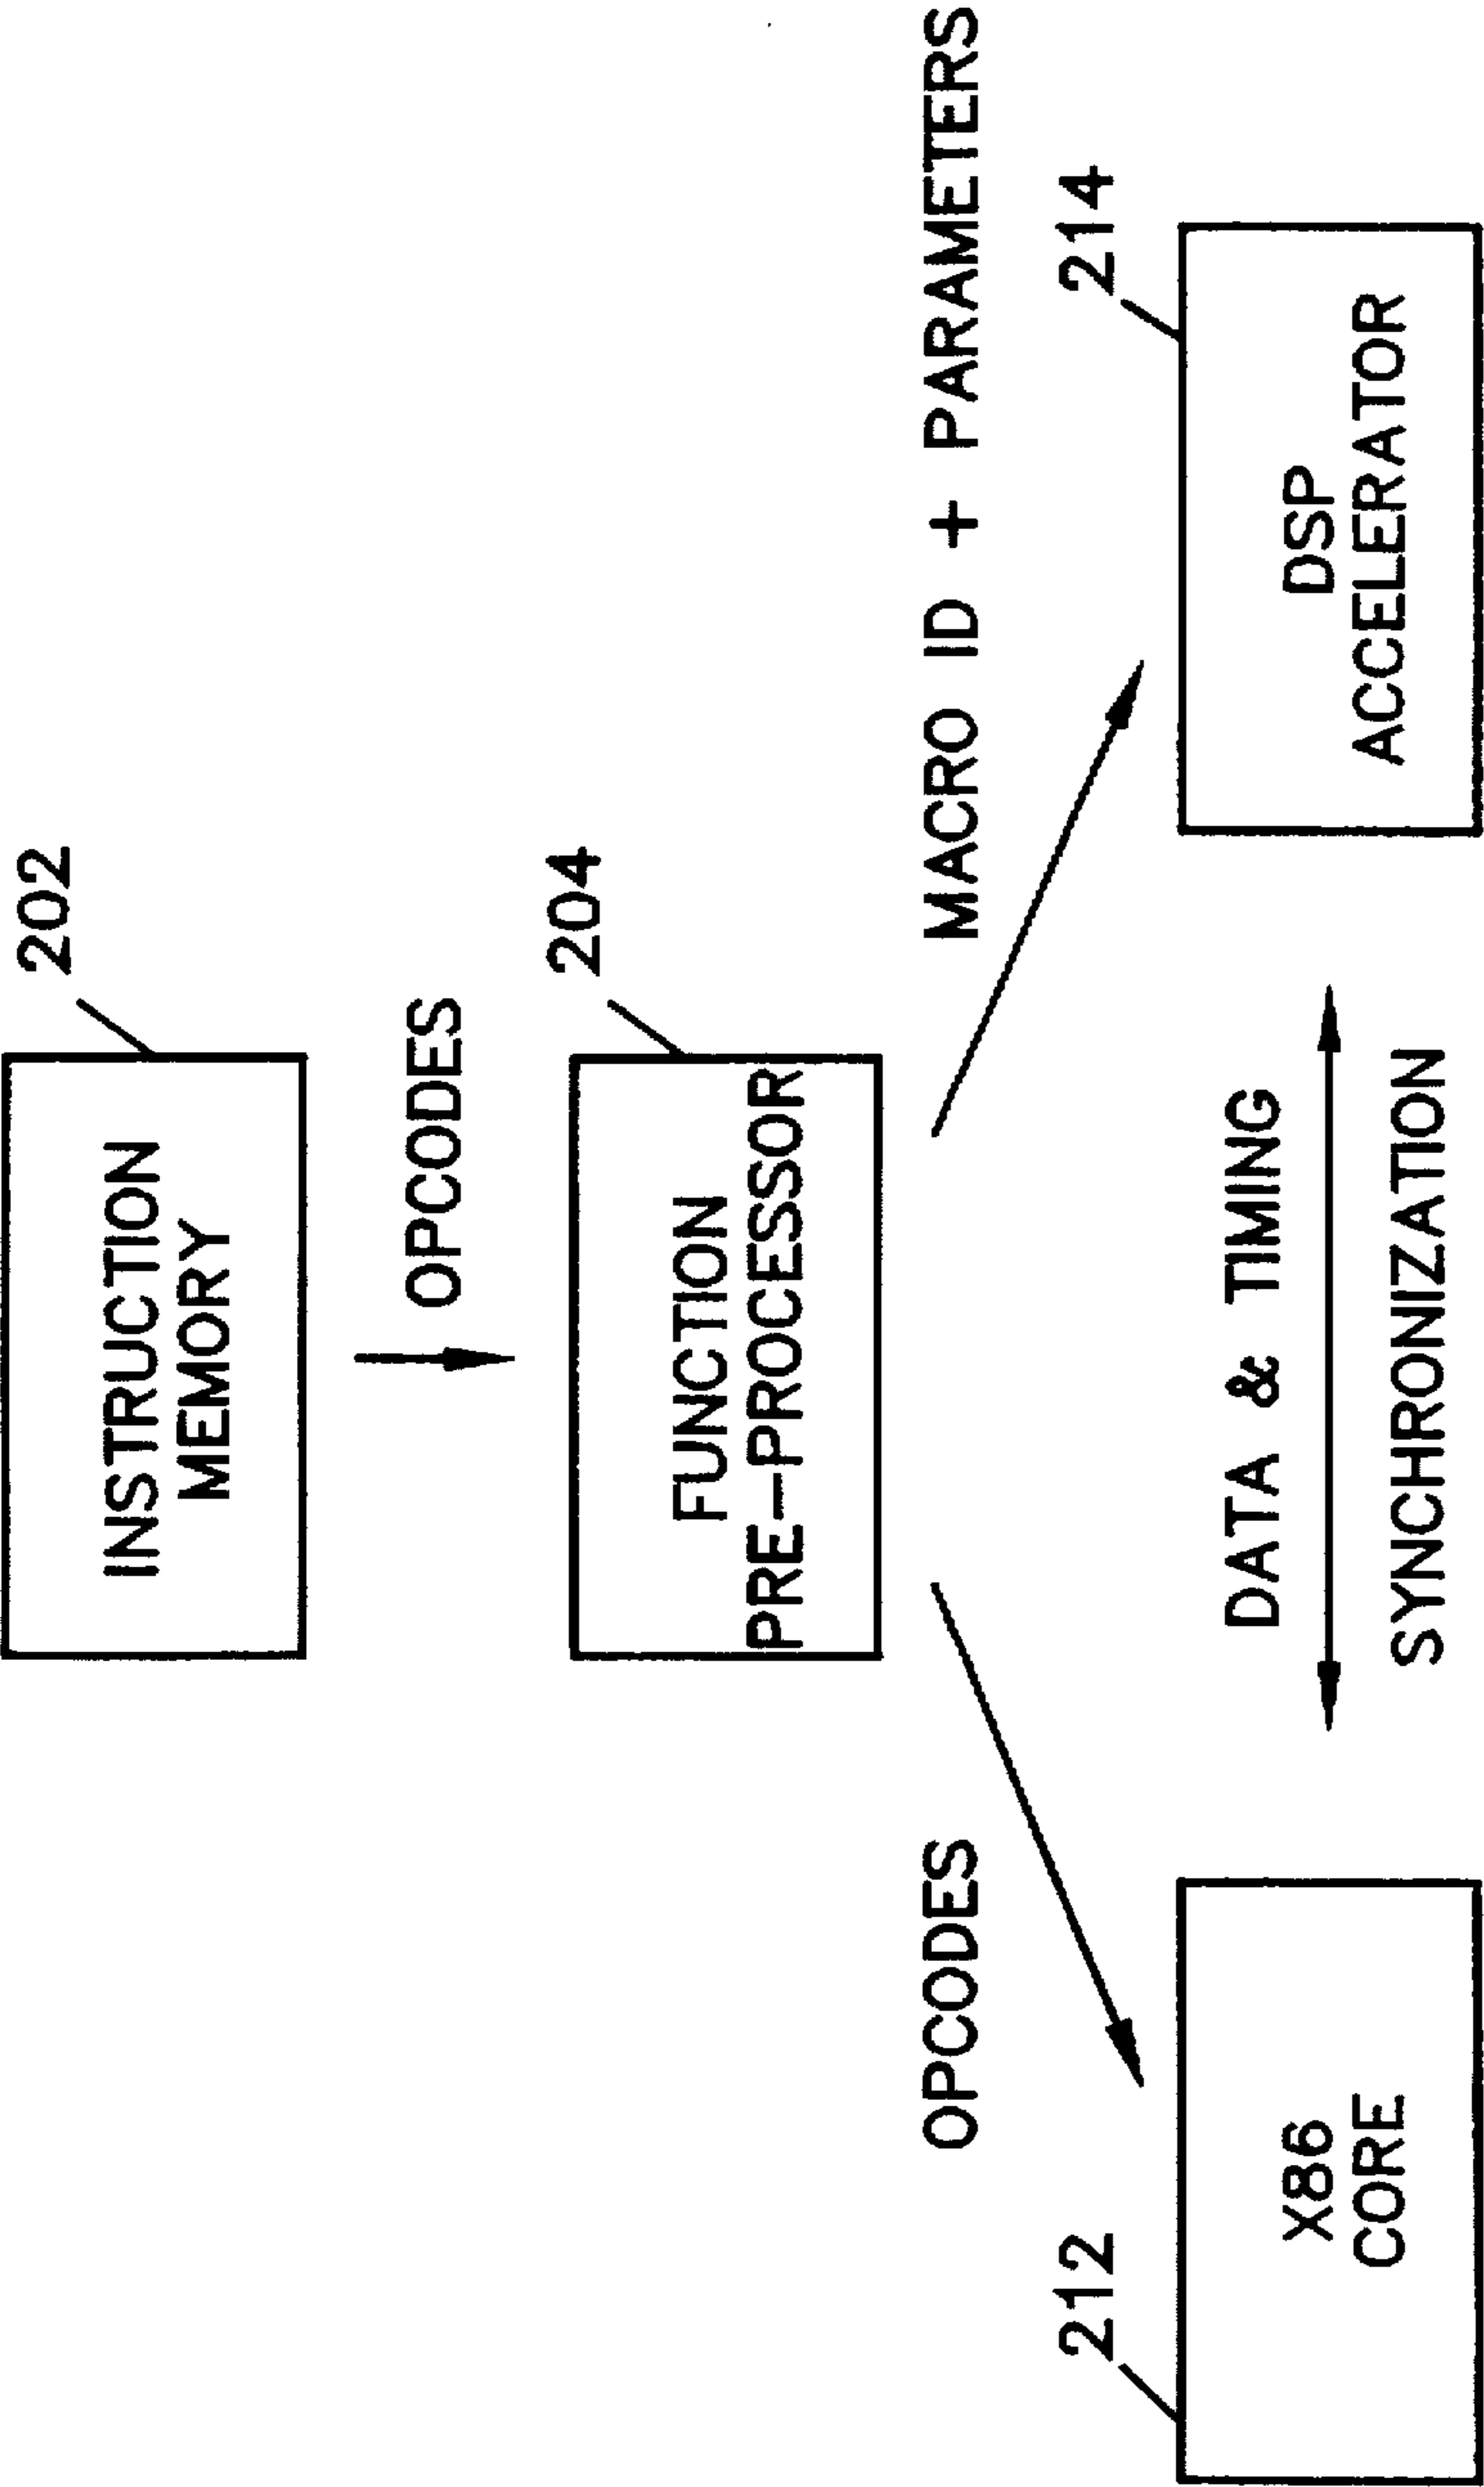 202
INSTRUCTION
MEMORY
OPCODES
204
FUNCTION
PRE—PROCESSOR
OPCODES
MACRO ID + PARAMETERS
212
X86
CORE
DATA & TIMING
SYNCHRONIZATION
214
DSP
ACCELERATOR